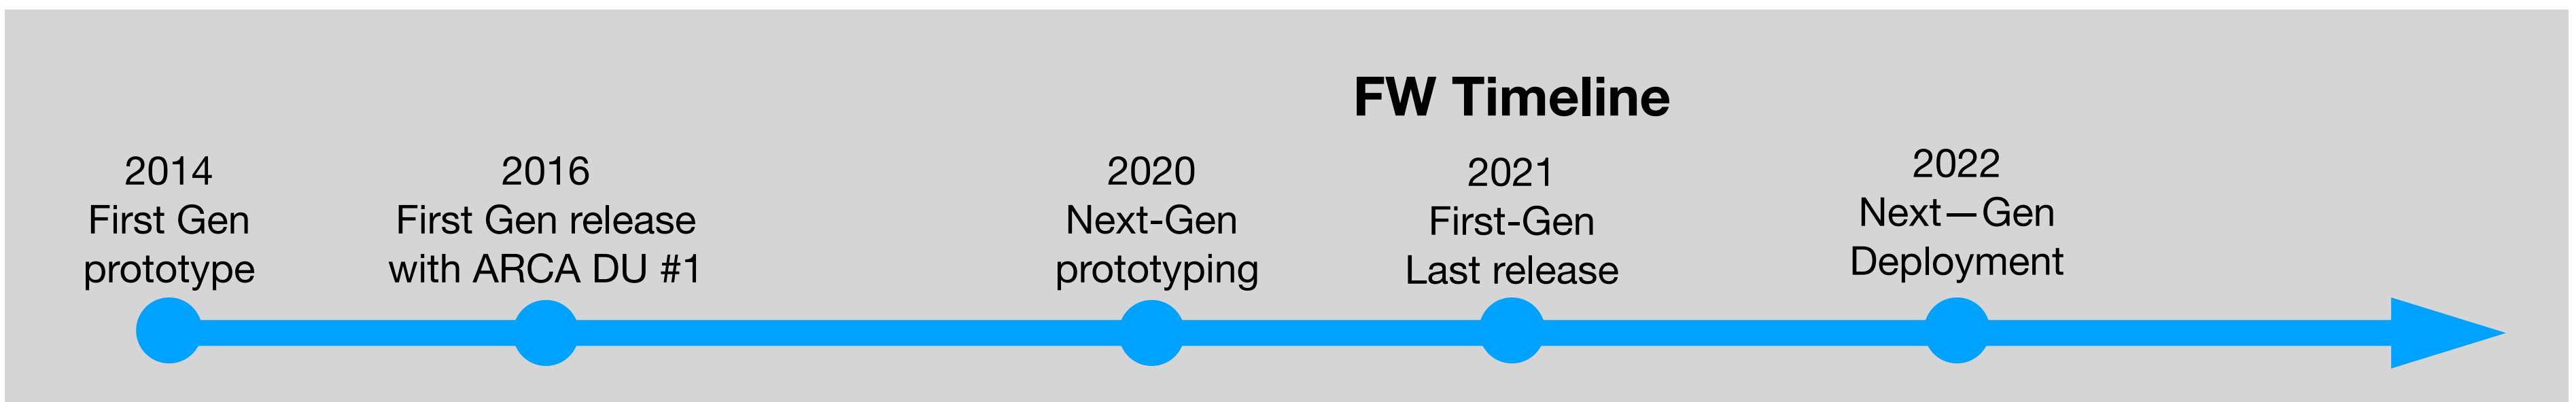 FW Timeline
2014
First Gen
prototype
2016
First Gen release
with ARCA DU #1
2020
Next-Gen
prototyping
2021
First-Gen
Last release
2022
Next—Gen
Deployment